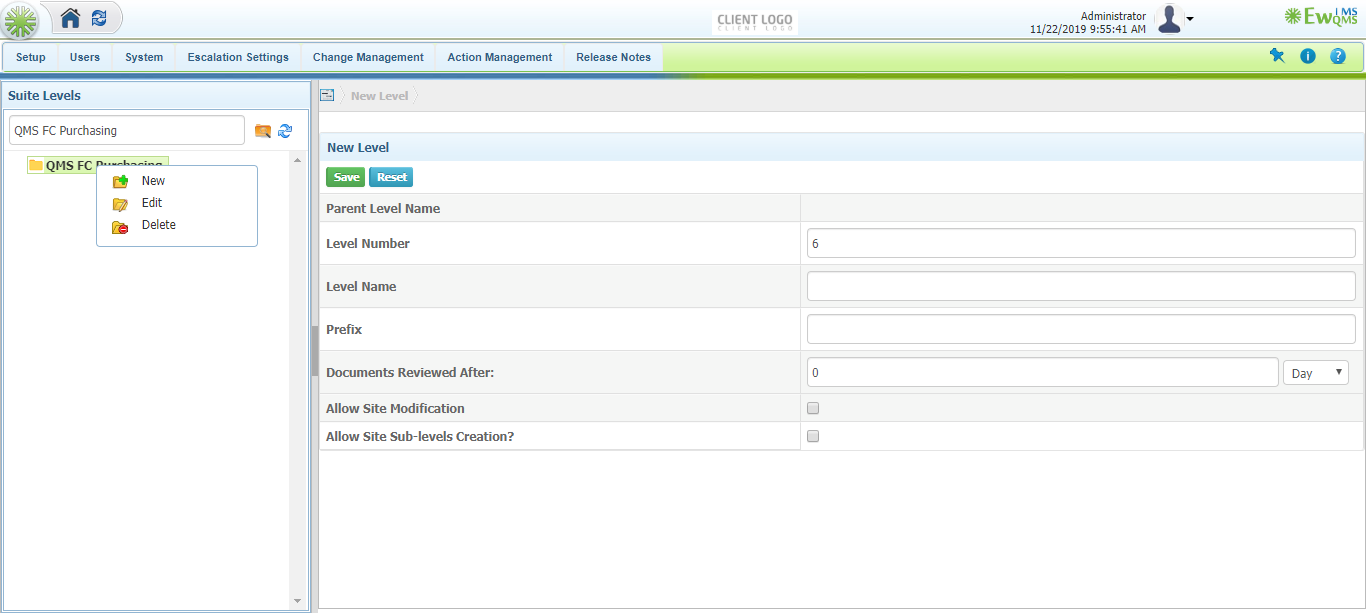 CLIENT LOGO
CLIENT LOGO
Administrator
11/22/2019 9:55:41 AM
EwQMS
iMS
Setup
Users
System
Escalation Settings
Change Management
Action Management
Release Notes
Suite Levels
New Level
QMS FC Purchasing
QMS FC Purchasing
New
Edit
Delete
New Level
Save
Reset
Parent Level Name
Level Number
6
Level Name
Prefix
Documents Reviewed After:
0
Day
Allow Site Modification
Allow Site Sub-levels Creation?